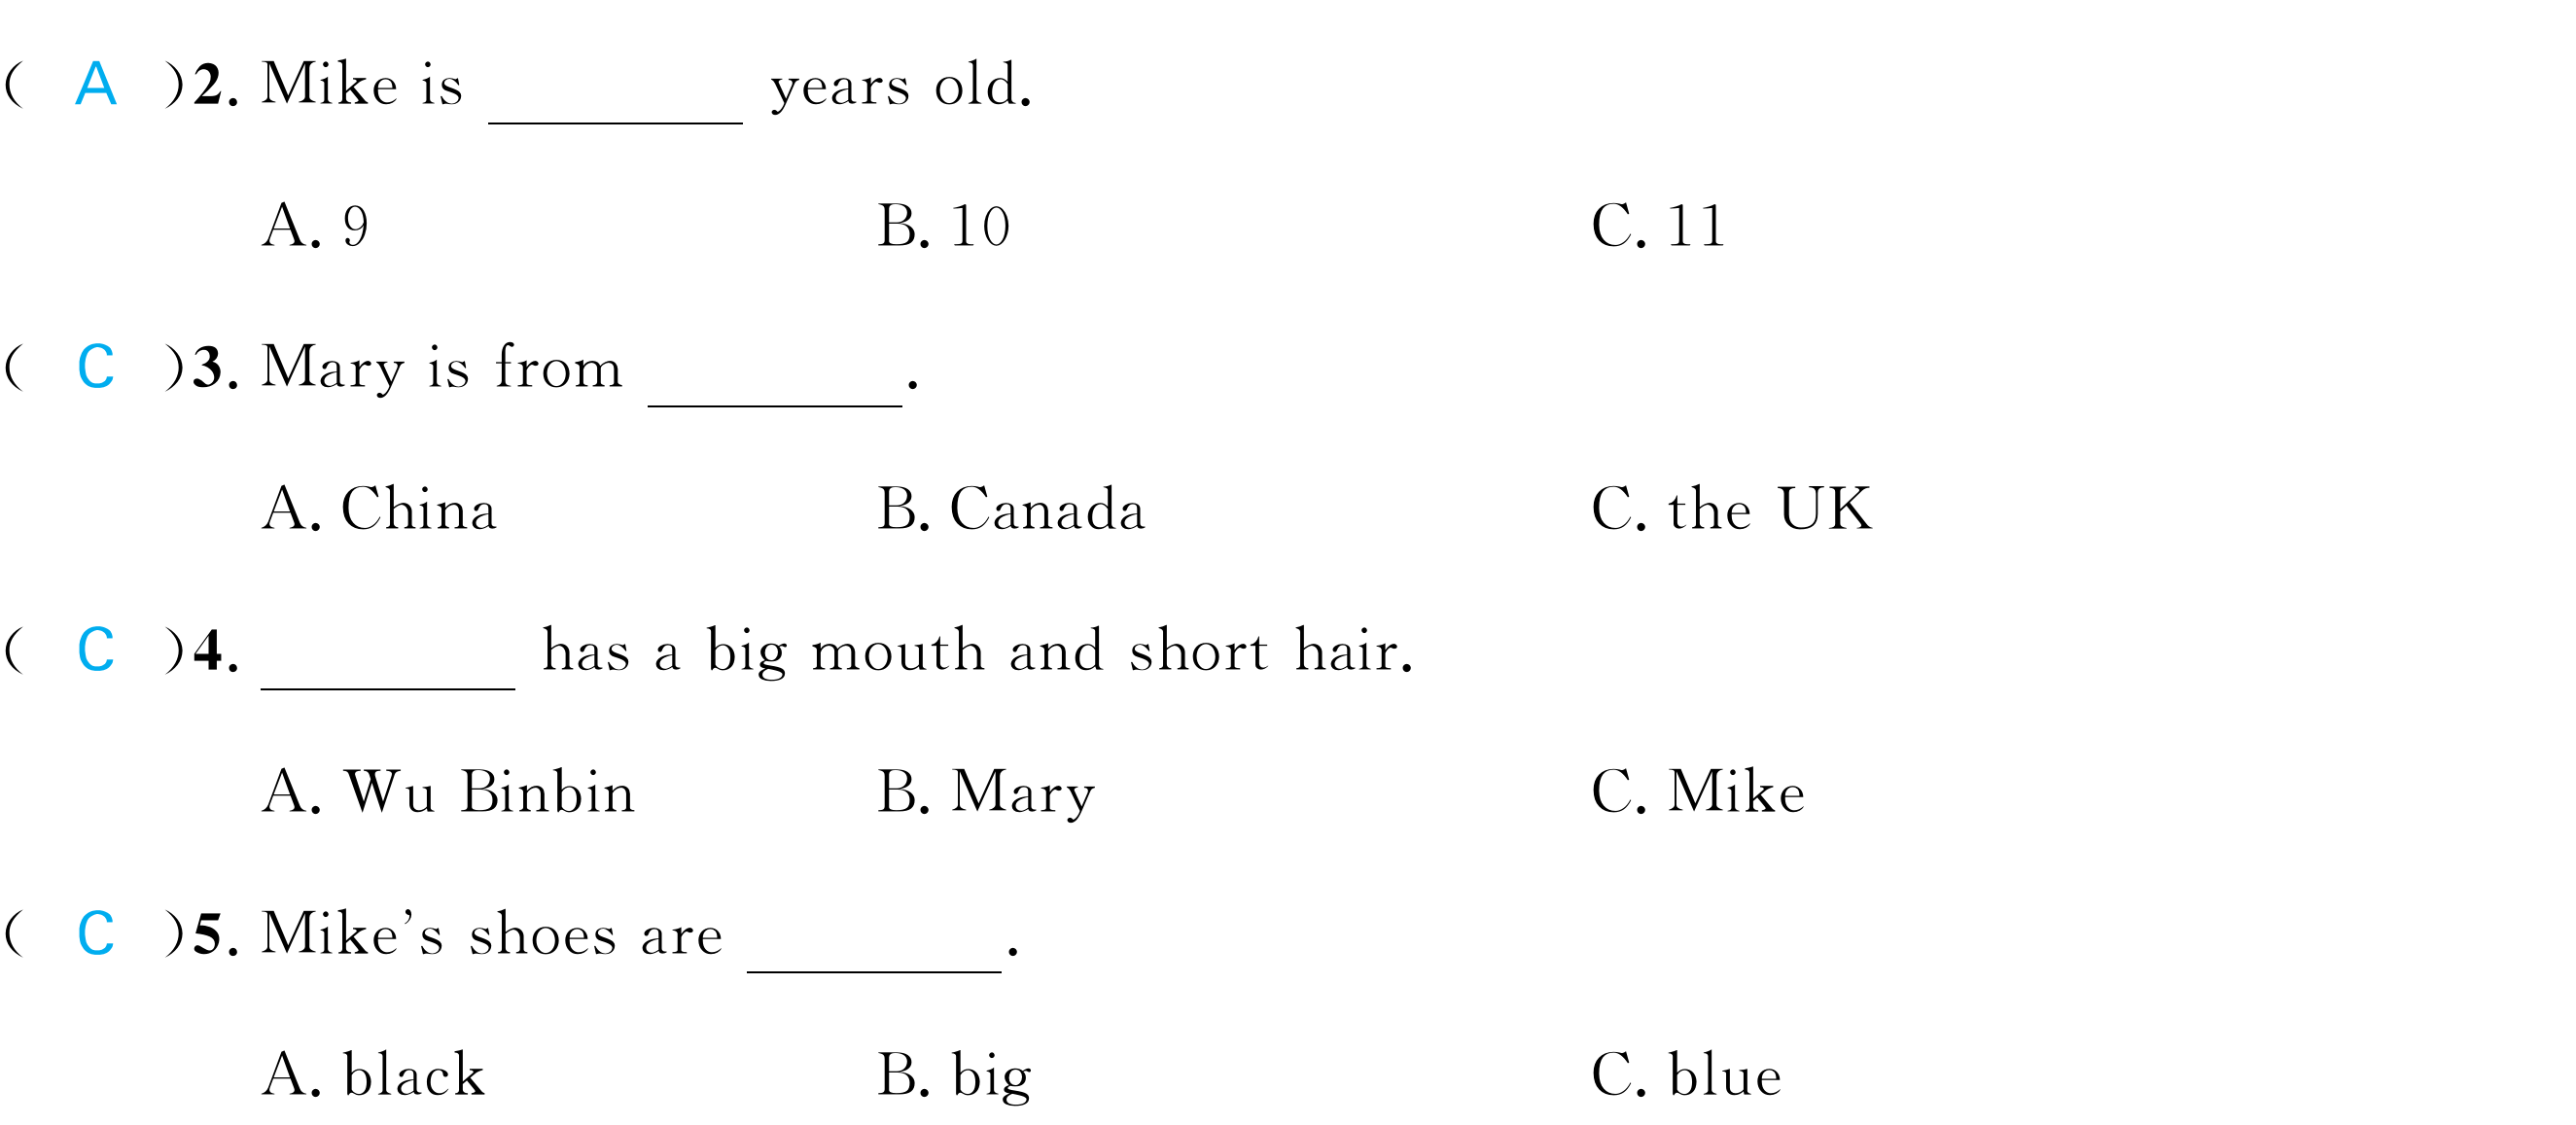 ( A )2. Mike is ________ years old.
A. 9 B. 10 C. 11
( C )3. Mary is from ________.
A. China B. Canada C. the UK
( C )4. ________ has a big mouth and short hair.
A. Wu Binbin B. Mary C. Mike
( C )5. Mike's shoes are ________.
A. black B. big C. blue